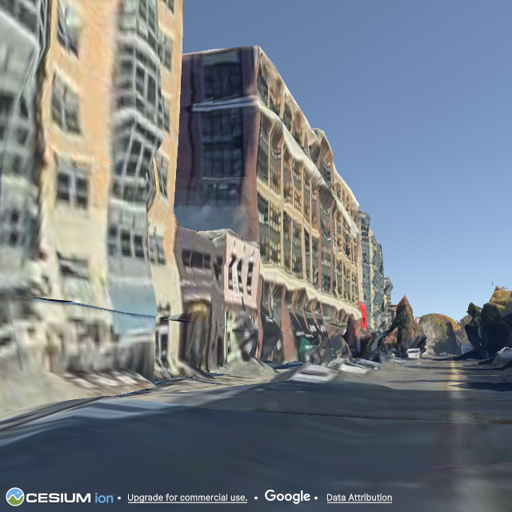 CESIUM ion • Upgrade for commercial use. • Google • Data Attribution